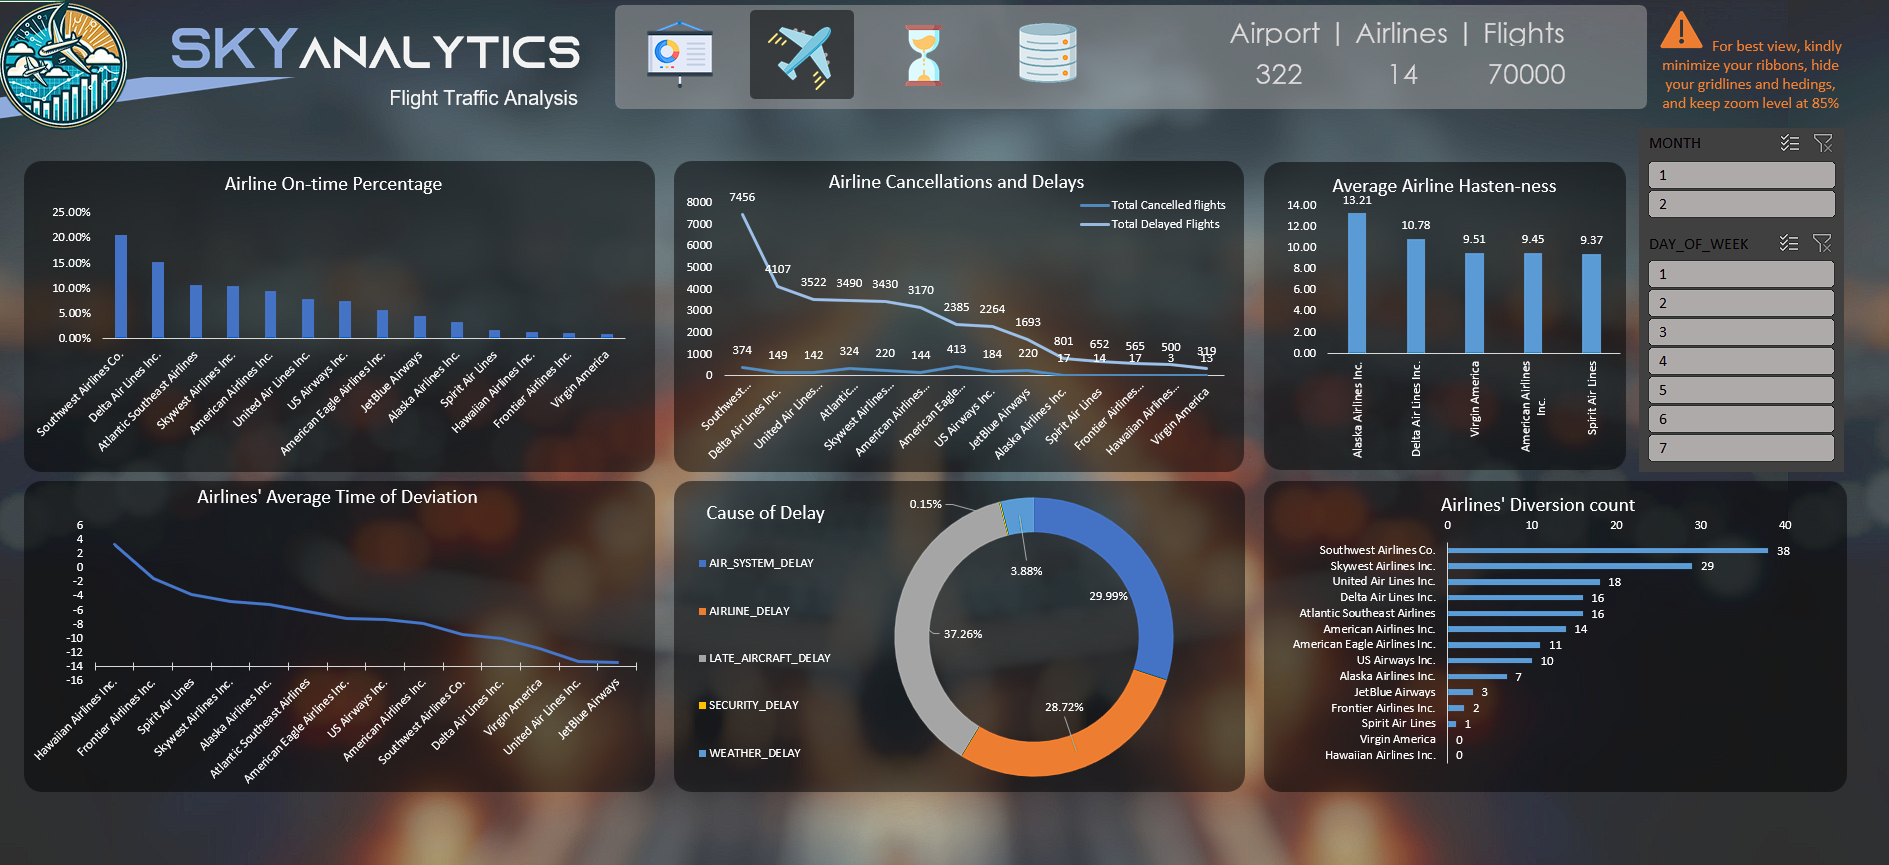 SKYANALYTICS
Flight Traffic Analysis
Airport | Airlines | Flights
322 14 70000
For best view, kindly
minimize your ribbons, hide
your gridlines and hedings,
and keep zoom level at 85%
MONTH
1
2
DAY_OF_WEEK
1
2
3
4
5
6
7
Airline On-time Percentage
25.00%
20.00%
15.00%
10.00%
5.00%
0.00%
Southwest Airlines Co.
Delta Air Lines Inc.
Atlantic Southeast Airlines
Skywest Airlines Inc.
American Airlines Inc.
United Air Lines Inc.
US Airways Inc.
American Eagle Airlines Inc.
JetBlue Airways
Alaska Airlines Inc.
Spirit Air Lines
Hawaiian Airlines Inc.
Frontier Airlines Inc.
Virgin America
Airline Cancellations and Delays
Total Cancelled flights
Total Delayed Flights
8000
7000
6000
5000
4000
3000
2000
1000
0
7456
4107
3522
3490
3430
3170
2385
2264
1693
801
652
565
500
319
374
149
142
324
220
144
413
184
220
17
14
17
3
13
Southwest...
Delta Air Lines Inc.
United Air Lines...
Atlantic...
Skywest Airlines...
American Airlines...
American Eagle...
US Airways Inc.
JetBlue Airways
Alaska Airlines Inc.
Spirit Air Lines
Frontier Airlines...
Hawaiian Airlines...
Virgin America
Average Airline Hasten-ness
14.00
12.00
10.00
8.00
6.00
4.00
2.00
0.00
13.21
10.78
9.51
9.45
9.37
Alaska Airlines Inc.
Delta Air Lines Inc.
Virgin America
American Airlines
Inc.
Spirit Air Lines
Airlines' Average Time of Deviation
6
4
2
0
-2
-4
-6
-8
-10
-12
-14
-16
Hawaiian Airlines Inc.
Frontier Airlines Inc.
Spirit Air Lines
Skywest Airlines Inc.
Alaska Airlines Inc.
Atlantic Southeast Airlines
American Eagle Airlines Inc.
US Airways Inc.
American Airlines Inc.
Southwest Airlines Co.
Delta Air Lines Inc.
Virgin America
United Air Lines Inc.
JetBlue Airways
Cause of Delay
AIR_SYSTEM_DELAY
AIRLINE_DELAY
LATE_AIRCRAFT_DELAY
SECURITY_DELAY
WEATHER_DELAY
0.15%
3.88%
29.99%
37.26%
28.72%
Airlines' Diversion count
0 10 20 30 40
Southwest Airlines Co. 38
Skywest Airlines Inc. 29
United Air Lines Inc. 18
Delta Air Lines Inc. 16
Atlantic Southeast Airlines 16
American Airlines Inc. 14
American Eagle Airlines Inc. 11
US Airways Inc. 10
Alaska Airlines Inc. 7
JetBlue Airways 3
Frontier Airlines Inc. 2
Spirit Air Lines 1
Virgin America 0
Hawaiian Airlines Inc. 0